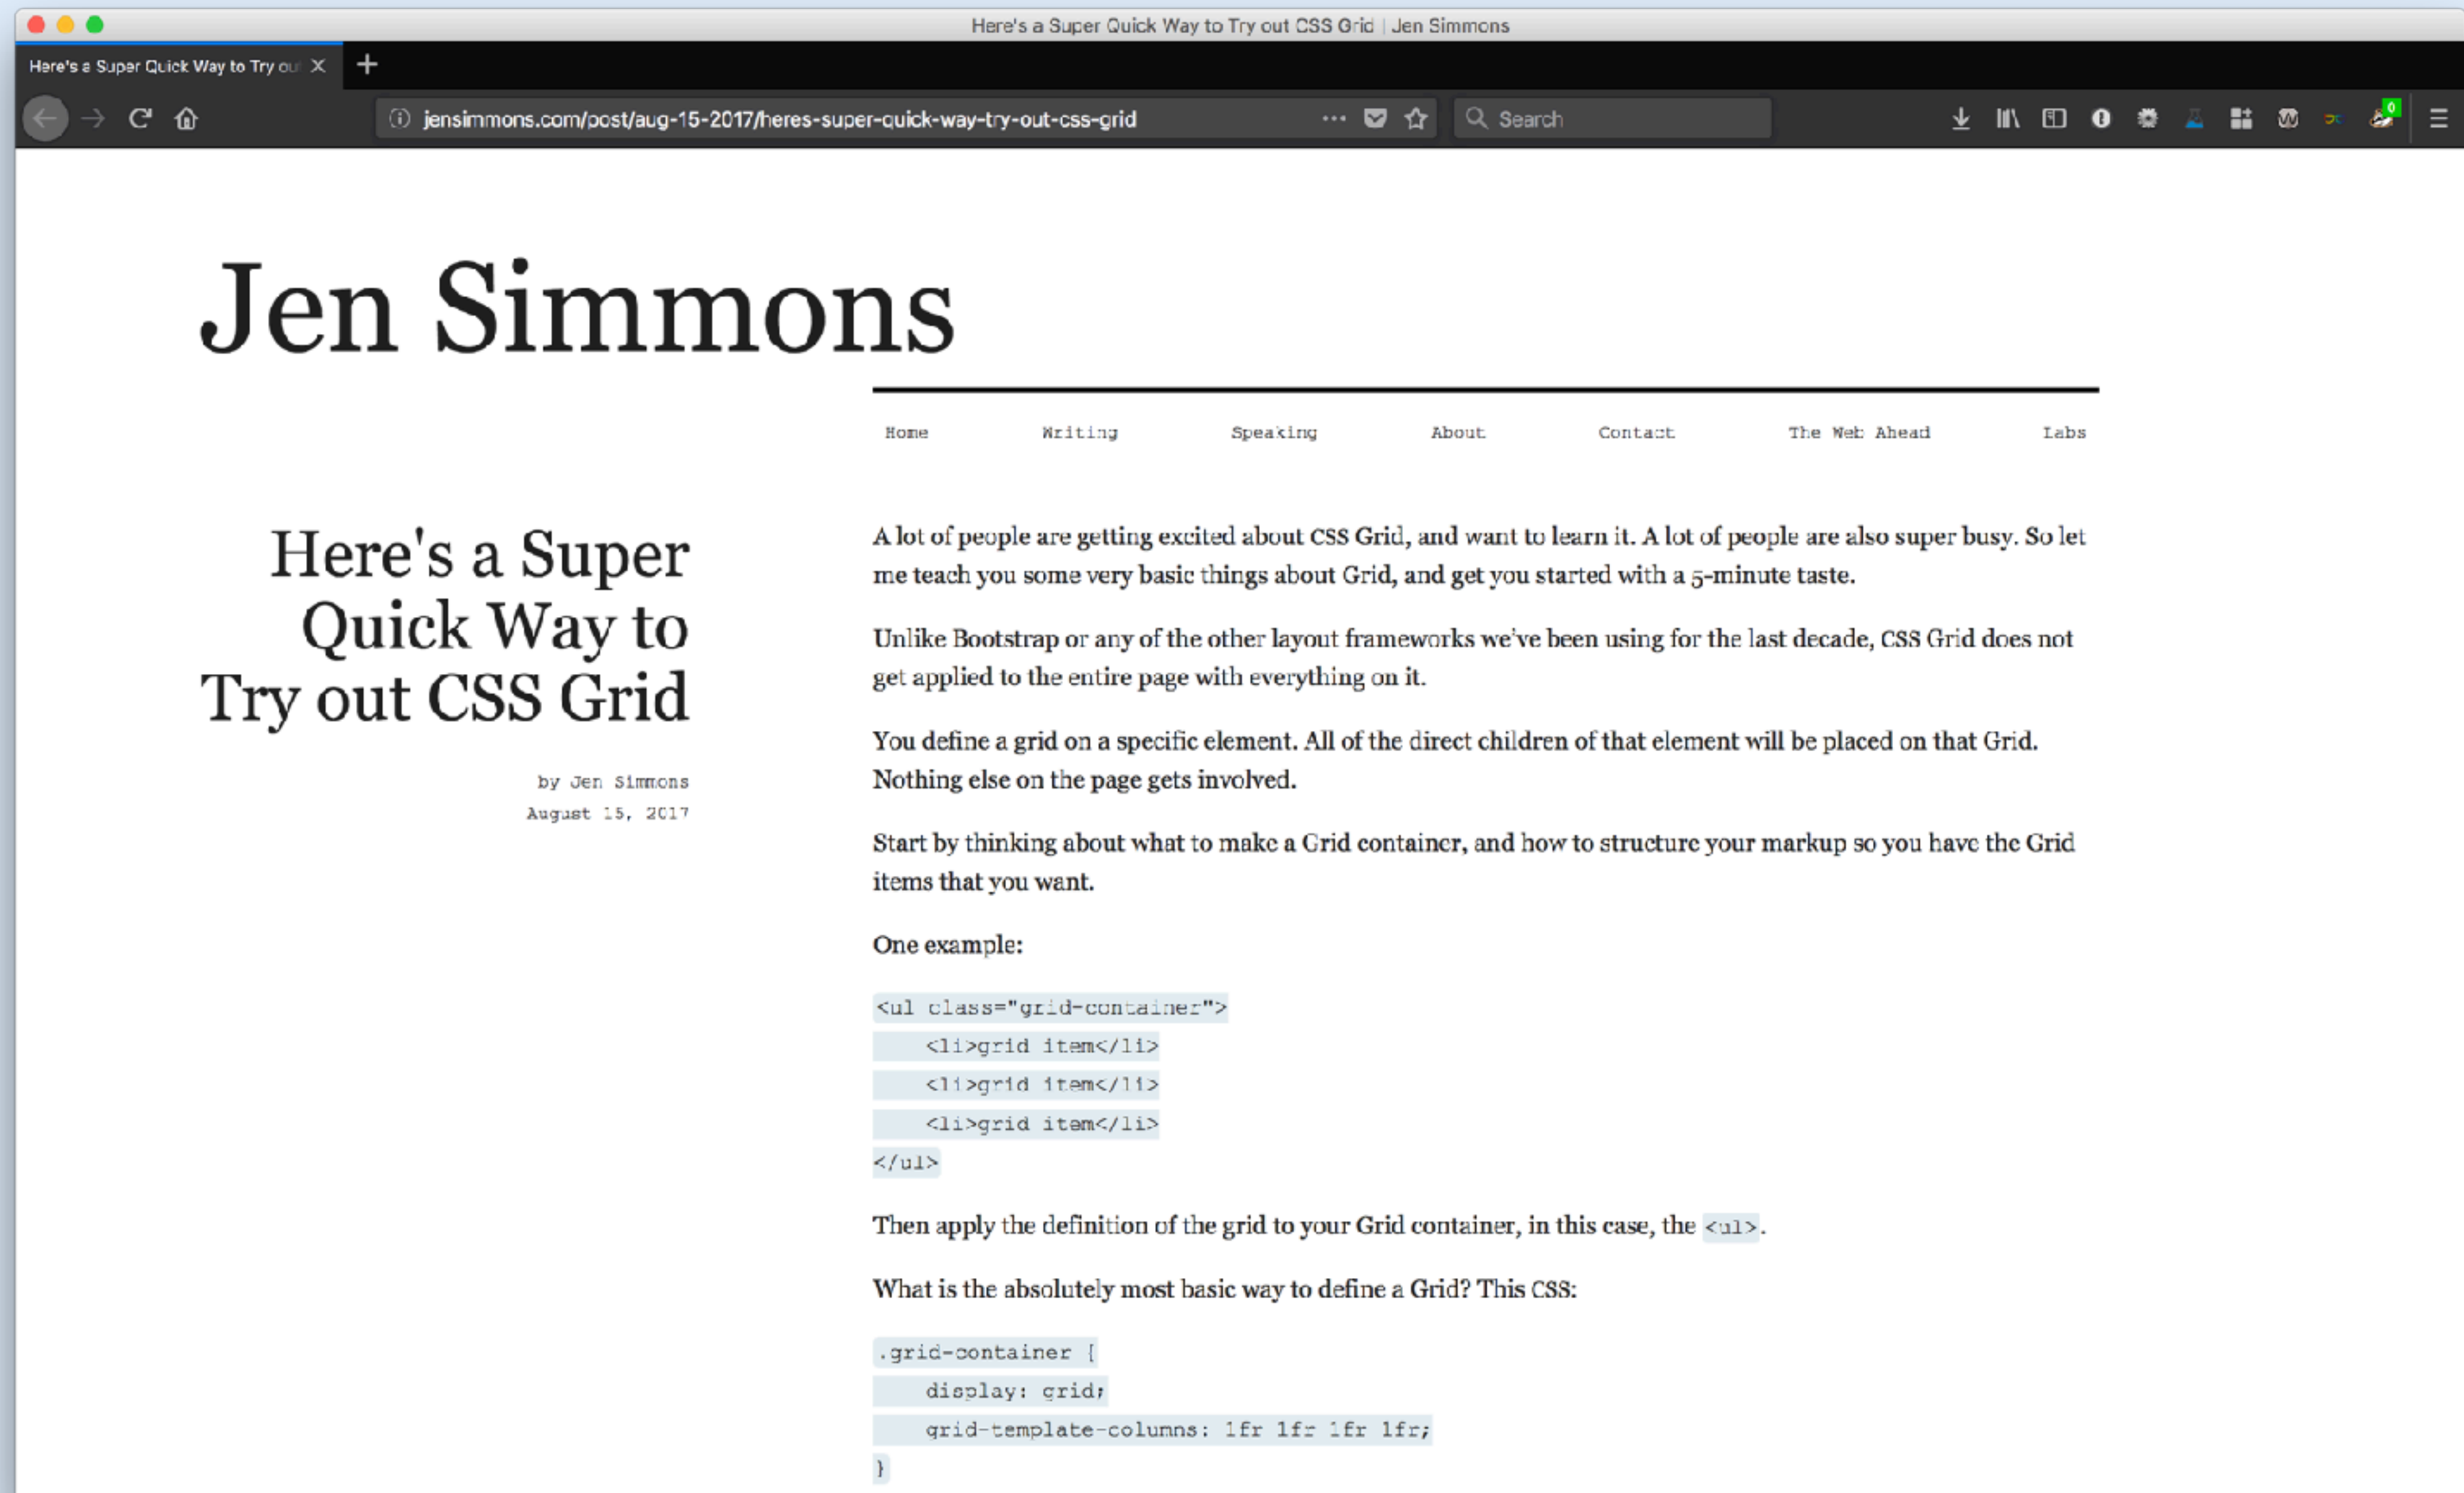 Here's a Super Quick Way to Try out CSS Grid | Jen Simmons
Here's a Super Quick Way to Try ou
jensimmons.com/post/aug-15-2017/heres-super-quick-way-try-out-css-grid
Search
0
Jen Simmons
Home Writing Speaking About Contact The Web Ahead Labs
Here's a Super
Quick Way to
Try out CSS Grid
by Jen Simmons
August 15, 2017
A lot of people are getting excited about CSS Grid, and want to learn it. A lot of people are also super busy. So let
me teach you some very basic things about Grid, and get you started with a 5-minute taste.
Unlike Bootstrap or any of the other layout frameworks we've been using for the last decade, CSS Grid does not
get applied to the entire page with everything on it.
You define a grid on a specific element. All of the direct children of that element will be placed on that Grid.
Nothing else on the page gets involved.
Start by thinking about what to make a Grid container, and how to structure your markup so you have the Grid
items that you want.
One example:
<ul class="grid-container">
<li>grid item</li>
<li>grid item</li>
<li>grid item</li>
</ul>
Then apply the definition of the grid to your Grid container, in this case, the <ul>.
What is the absolutely most basic way to define a Grid? This CSS:
.grid-container {
display: grid;
grid-template-columns: 1fr 1fr 1fr 1fr;
}